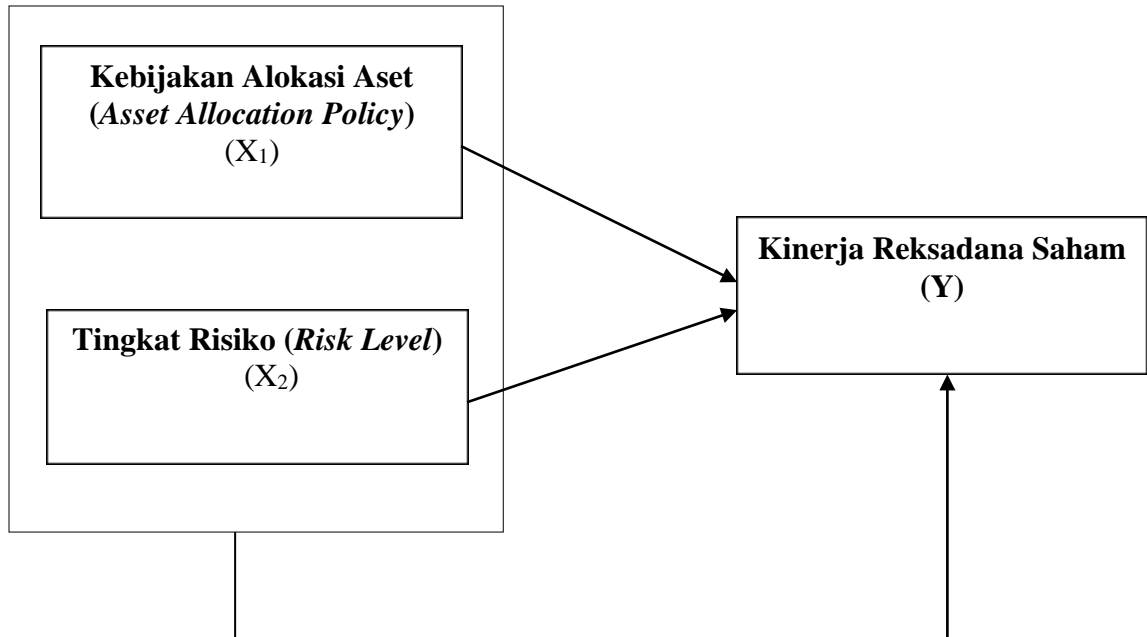 Kebijakan Alokasi Aset
(Asset Allocation Policy)
(X₁)
Kinerja Reksadana Saham
(Y)
Tingkat Risiko (Risk Level)
(X₂)